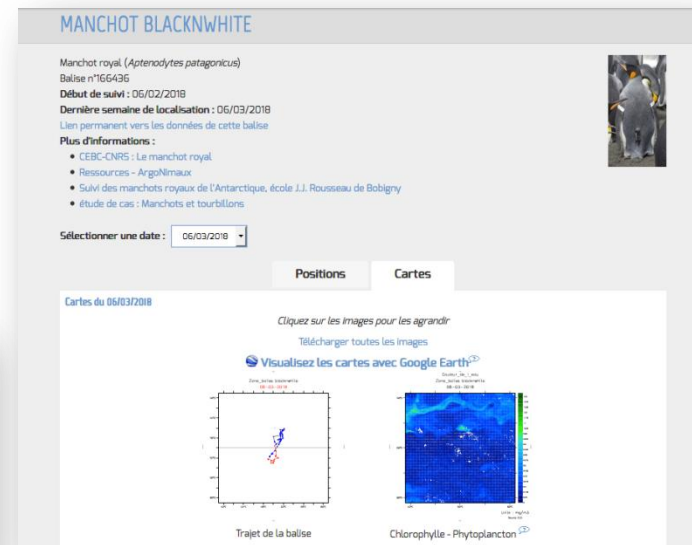 MANCHOT BLACKNWHITE
Manchot royal (Aptenodytes patagonicus)
Balise n°166436
Début de suivi : 06/02/2018
Dernière semaine de localisation : 06/03/2018
Lien permanent vers les données de cette balise
Plus d'informations :
• CEBC-CNRS : Le manchot royal
• Ressources - ArgoNimaux
• Suivi des manchots royaux de l'Antarctique, école J.J. Rousseau de Bobigny
• étude de cas : Manchots et tourbillons
Sélectionner une date : 06/03/2018
Positions Cartes
Cartes du 06/03/2018
Cliquez sur les images pour les agrandir
Télécharger toutes les images
Visualisez les cartes avec Google Earth
Trajet de la balise Chlorophylle - Phytoplancton